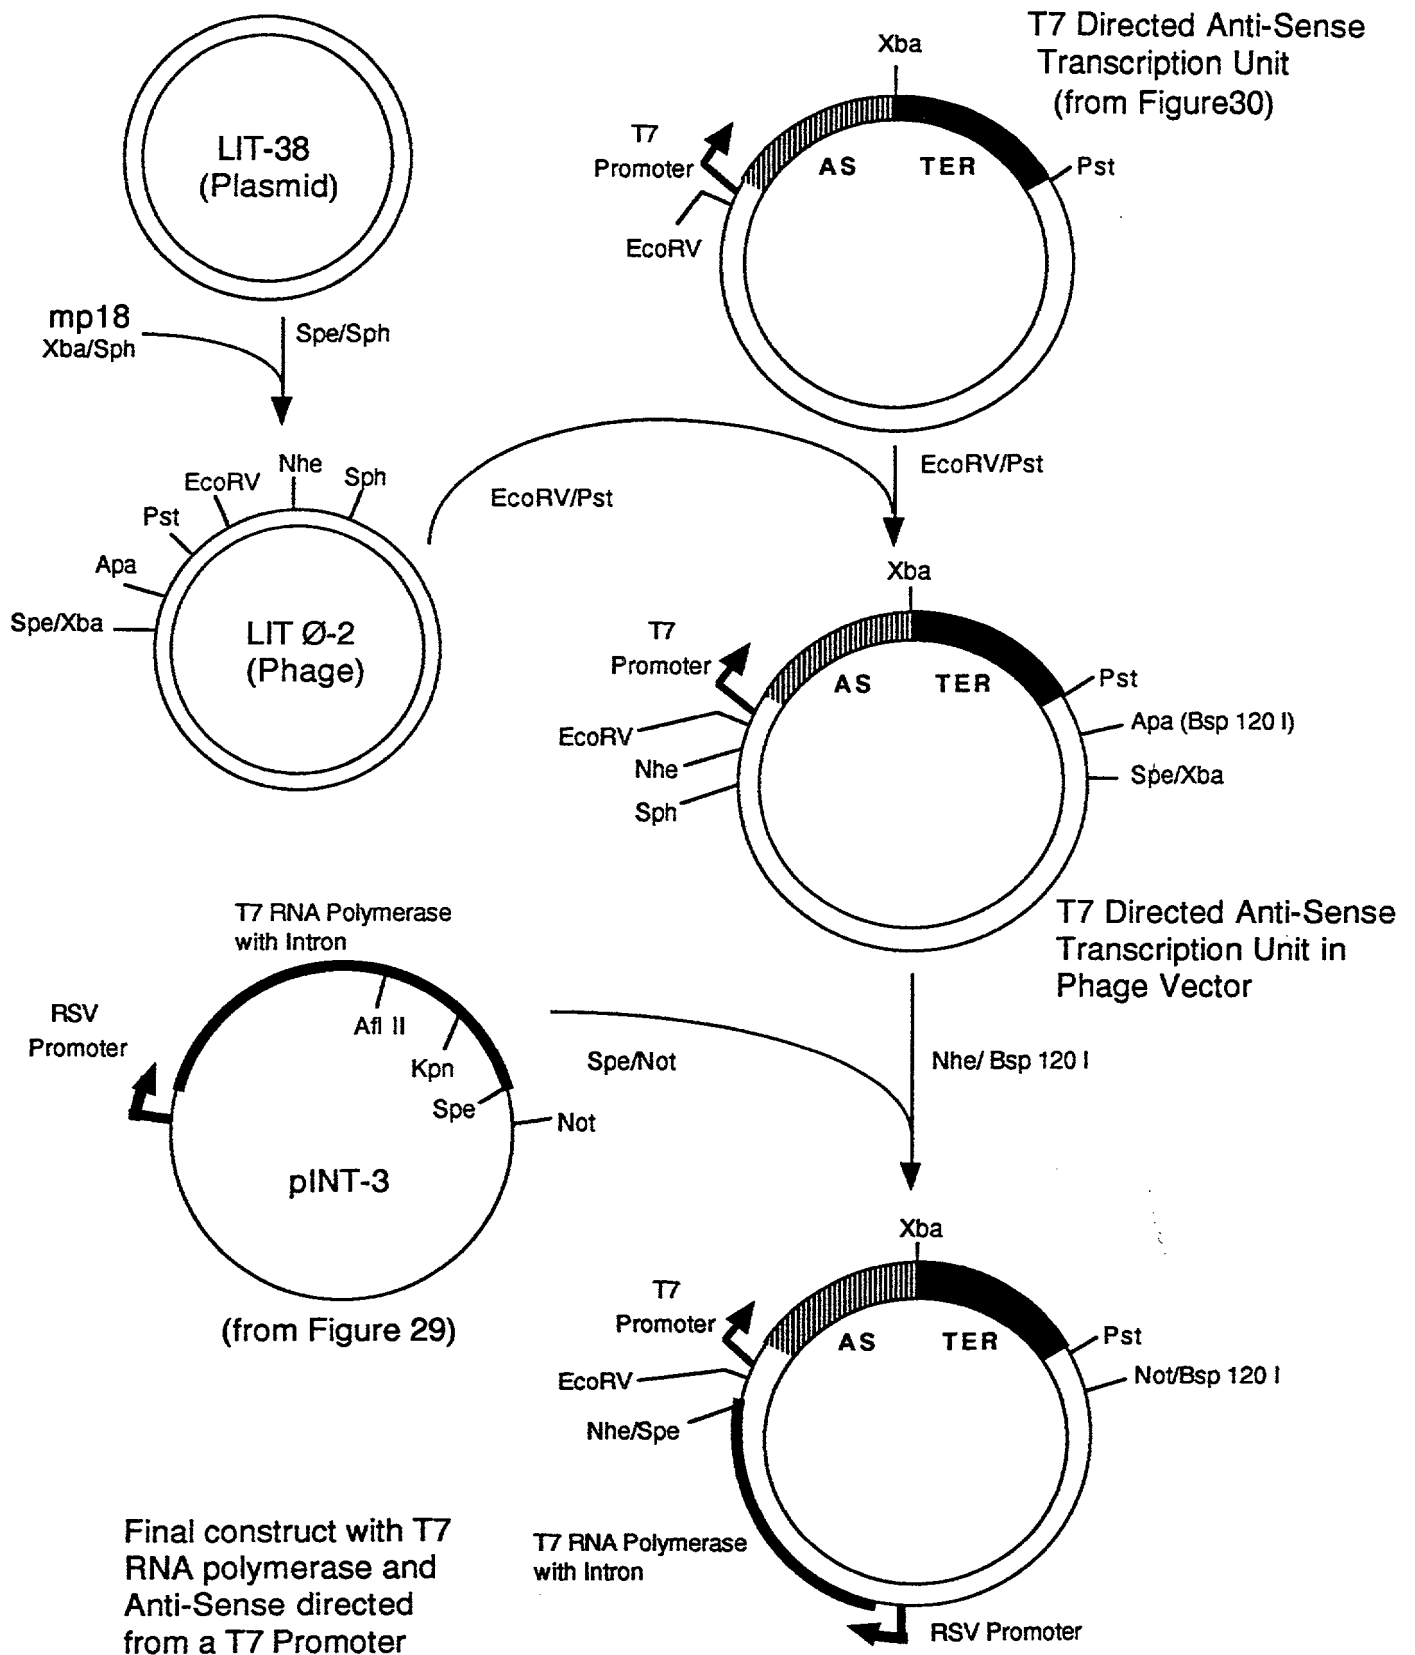 LIT-38
(Plasmid)
T7 Directed Anti-Sense
Transcription Unit
(from Figure30)
Xba
T7
Promoter
AS
TER
Pst
EcoRV
mp18
Xba/Sph
Spe/Sph
EcoRV/Pst
EcoRV/Pst
Nhe
EcoRV
Sph
Pst
Apa
Spe/Xba
LIT Ø-2
(Phage)
Xba
T7
Promoter
AS
TER
Pst
Apa (Bsp 120 I)
Spe/Xba
EcoRV
Nhe
Sph
T7 Directed Anti-Sense
Transcription Unit in
Phage Vector
T7 RNA Polymerase
with Intron
RSV
Promoter
Afl II
Kpn
Spe
Not
pINT-3
(from Figure 29)
Spe/Not
Nhe/ Bsp 120 I
Xba
T7
Promoter
AS
TER
Pst
Not/Bsp 120 I
EcoRV
Nhe/Spe
T7 RNA Polymerase
with Intron
RSV Promoter
Final construct with T7
RNA polymerase and
Anti-Sense directed
from a T7 Promoter